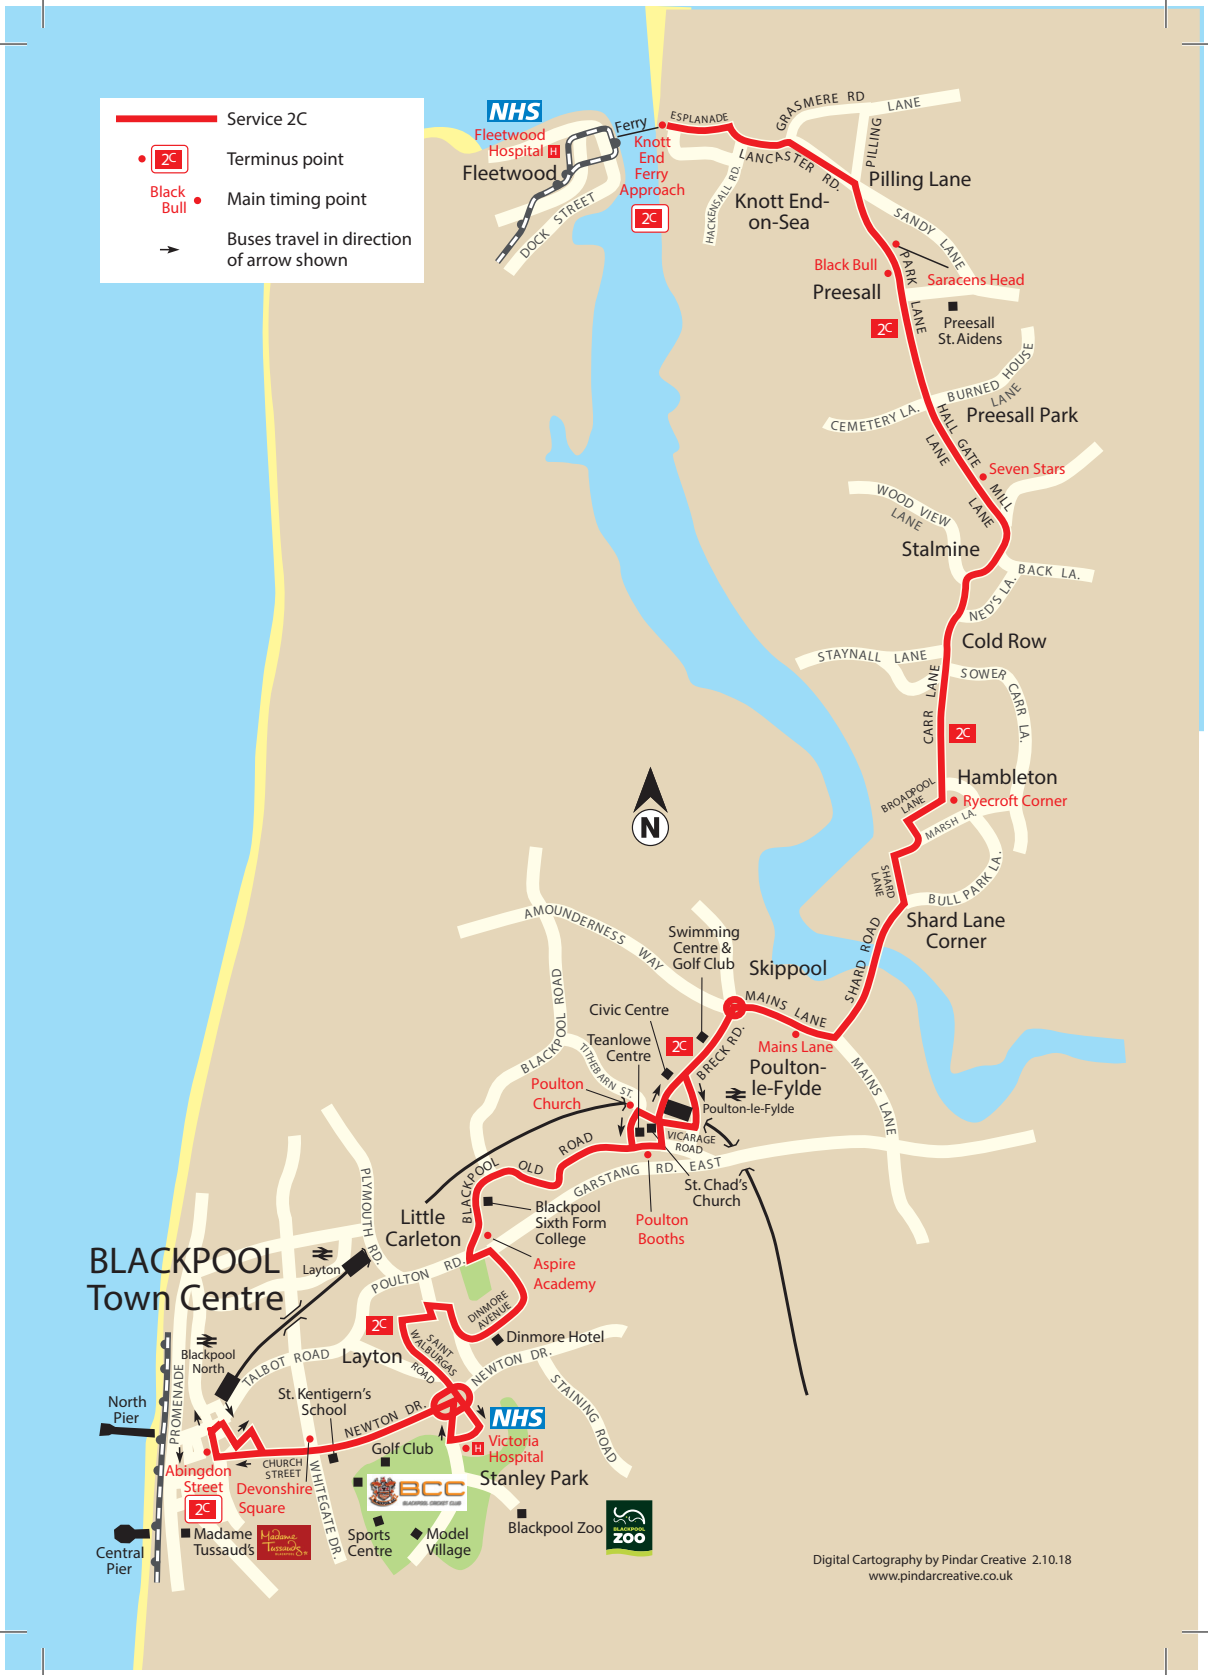 Service 2C
2C
Terminus point
Black
Bull
Main timing point
Buses travel in direction
of arrow shown
NHS
Fleetwood
Hospital H
Fleetwood
DOCK STREET
Ferry
Knott
End
Ferry
Approach
2C
ESPLANADE
GRASMERE RD
LANE
PILLING
LANCASTER RD.
HACKENSALL RD.
Pilling Lane
Knott End-
on-Sea
SANDY LANE
Black Bull
Saracens Head
PARK LANE
Preesall
2C
Preesall
St. Aidens
BURNED HOUSE
LANE
CEMETERY LA.
Preesall Park
HALL GATE
LANE
Seven Stars
MILL
LANE
WOOD VIEW
LANE
Stalmine
BACK LA.
NED'S LA.
Cold Row
STAYNALL LANE
SOWER CARR LA.
CARR LANE
2C
Hambleton
BROADPOOL
LANE
Ryecroft Corner
MARSH LA.
SHARD
LANE
BULL PARK LA.
Shard Lane
Corner
SHARD ROAD
N
AMOUNDERNESS WAY
Swimming
Centre &
Golf Club
Skippool
MAINS LANE
Civic Centre
Teanlowe
Centre
2C
BRECK RD.
Mains Lane
Poulton-
le-Fylde
MAINS LANE
BLACKPOOL ROAD
TITHEBARN ST.
Poulton
Church
Poulton-le-Fylde
VICARAGE
ROAD
BLACKPOOL OLD ROAD
GARSTANG RD. EAST
St. Chad's
Church
Poulton
Booths
Blackpool
Sixth Form
College
Little
Carleton
Aspire
Academy
PLYMOUTH RD.
POULTON RD.
BLACKPOOL
Town Centre
Layton
DINMORE
AVENUE
2C
Dinmore Hotel
SAINT
WALBURGAS
ROAD
Layton
NEWTON DR.
STAINING ROAD
Blackpool
North
TALBOT ROAD
PROMENADE
North
Pier
St. Kentigern's
School
NEWTON DR.
NHS
H Victoria
Hospital
Golf Club
Stanley Park
Abingdon
Street
2C
CHURCH
STREET
Devonshire
Square
WHITEGATE DR.
BCC
BLACKPOOL CRICKET CLUB
Central
Pier
Madame
Tussaud's
Madame
Tussauds
BLACKPOOL
Sports
Centre
Model
Village
Blackpool Zoo
BLACKPOOL
ZOO
Digital Cartography by Pindar Creative 2.10.18
www.pindarcreative.co.uk